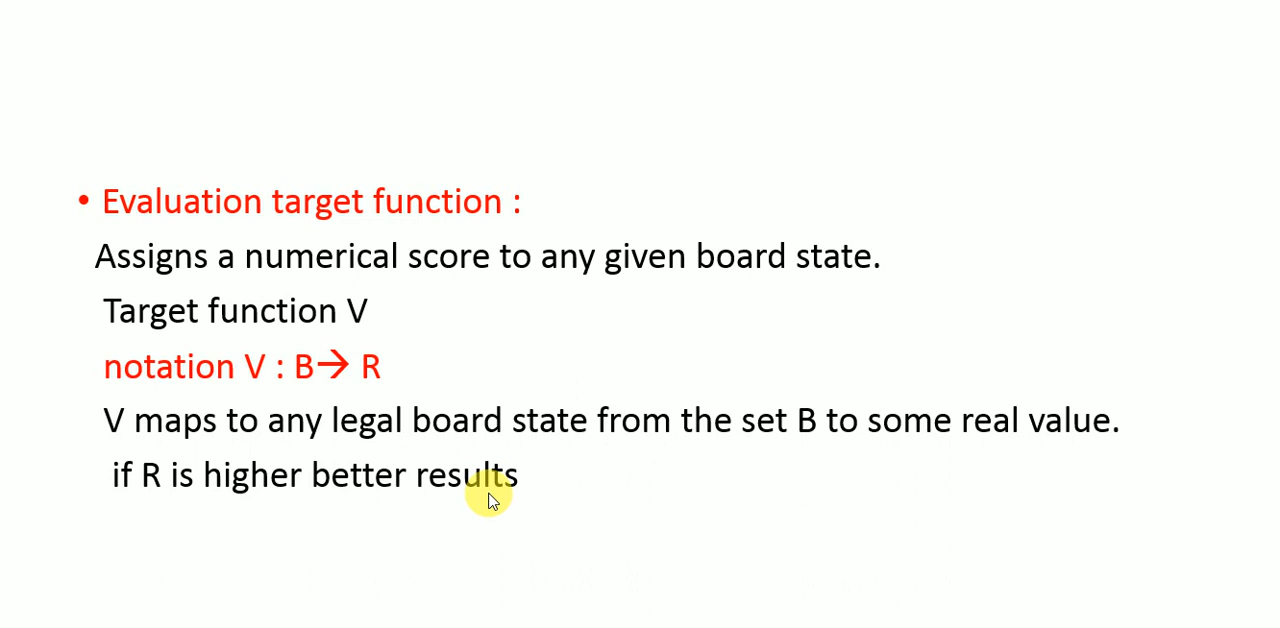 • Evaluation target function :
Assigns a numerical score to any given board state.
Target function V
notation V : B→ R
V maps to any legal board state from the set B to some real value.
if R is higher better results